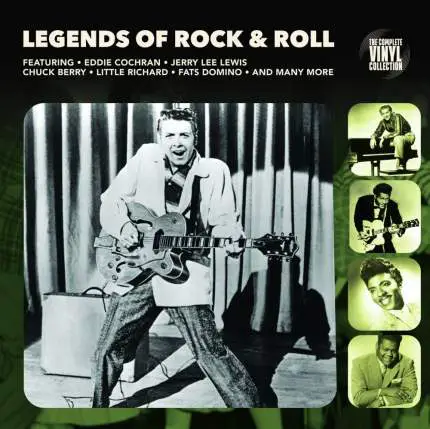 LEGENDS OF ROCK & ROLL
FEATURING • EDDIE COCHRAN • JERRY LEE LEWIS
CHUCK BERRY • LITTLE RICHARD • FATS DOMINO • AND MANY MORE
THE COMPLETE
VINYL
COLLECTION